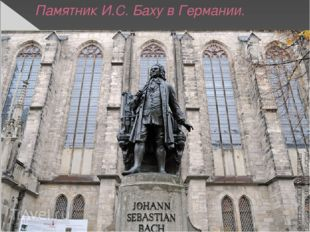 Памятник И.С. Баху в Германии.
JOHANN
SEBASTIAN
BACH